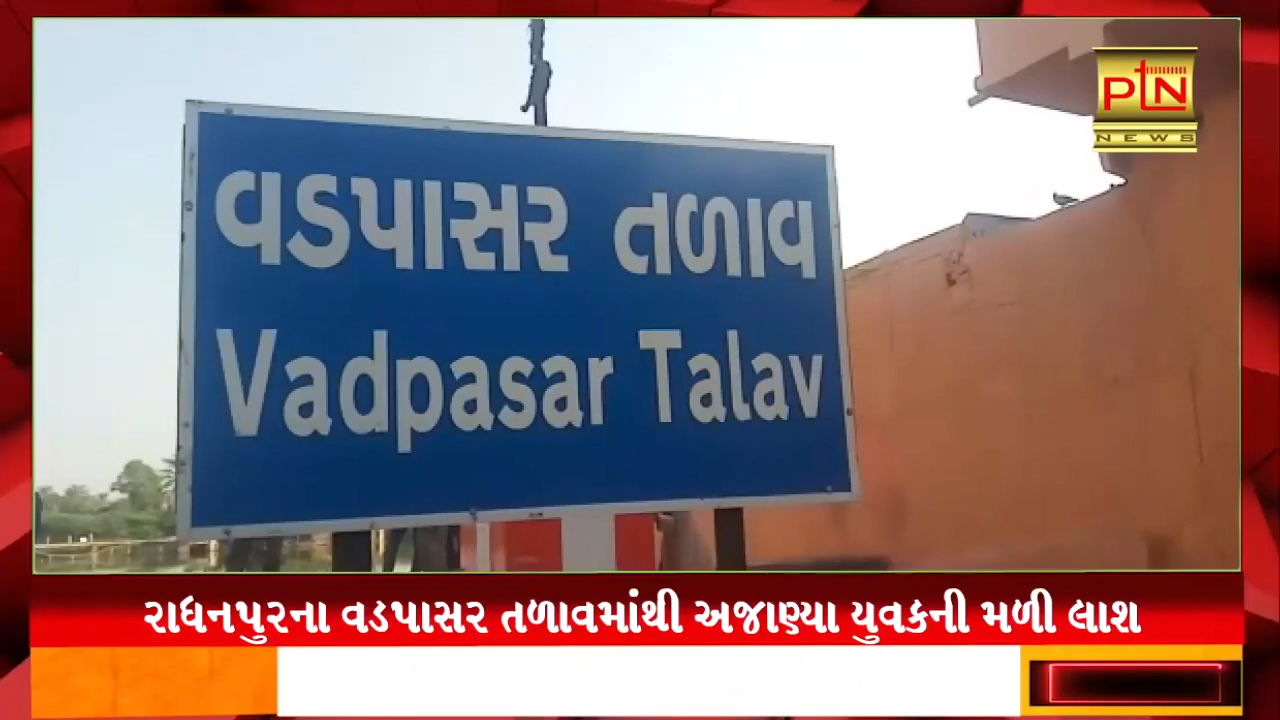 PTN
NEWS
વડપાસર તળાવ
Vadpasar Talav
રાધનપુરના વડપાસર તળાવમાંથી અજાણ્યા યુવકની મળી લાશ